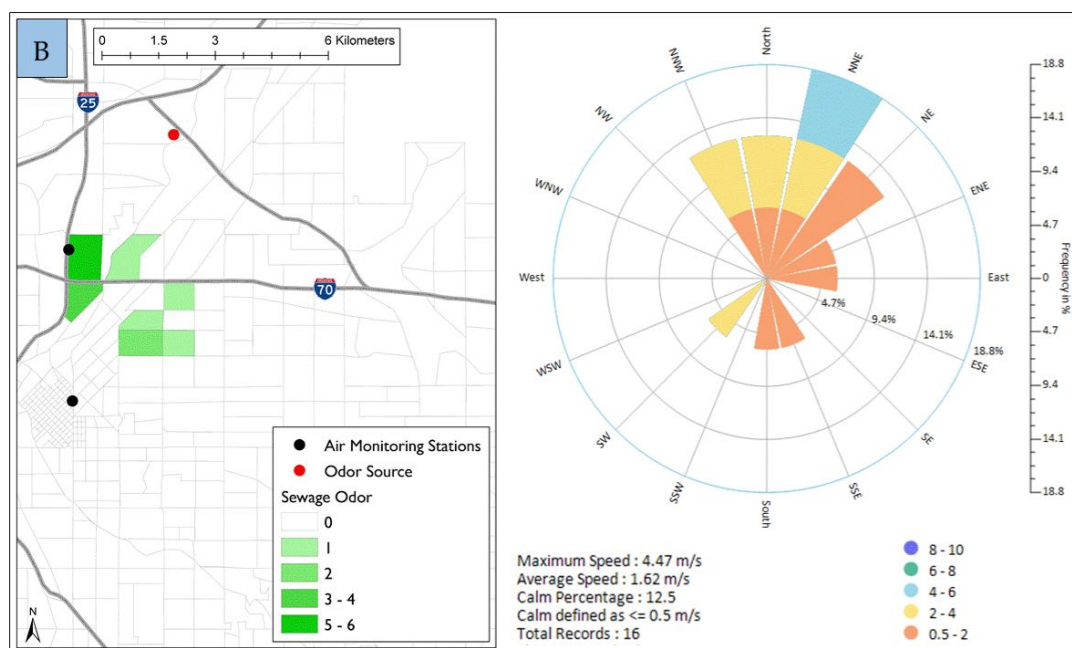 B
0 1.5 3 6 Kilometers
25
70
N
Air Monitoring Stations
Odor Source
Sewage Odor
0
1
2
3 - 4
5 - 6
North
NNE
NE
ENE
East
ESE
SE
SSE
South
SSW
SW
WSW
West
WNW
NW
NNW
4.7%
9.4%
14.1%
18.8%
18.8
14.1
9.4
4.7
0
4.7
9.4
14.1
18.8
Frequency in %
Maximum Speed : 4.47 m/s
Average Speed : 1.62 m/s
Calm Percentage : 12.5
Calm defined as <= 0.5 m/s
Total Records : 16
8 - 10
6 - 8
4 - 6
2 - 4
0.5 - 2